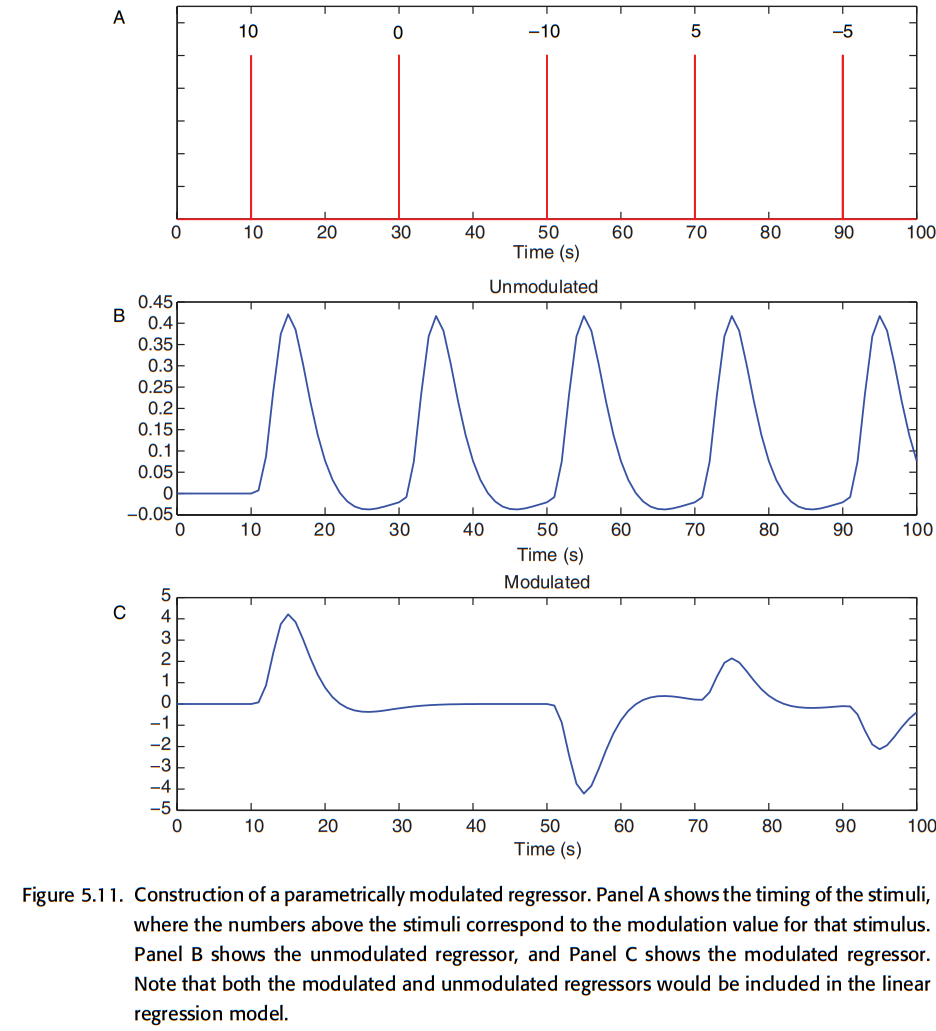 A
10 0 −10 5 −5
0 10 20 30 40 50 60 70 80 90 100
Time (s)
Unmodulated
B
0.45
0.4
0.35
0.3
0.25
0.2
0.15
0.1
0.05
0
−0.05
0 10 20 30 40 50 60 70 80 90 100
Time (s)
Modulated
C
5
4
3
2
1
0
−1
−2
−3
−4
−5
0 10 20 30 40 50 60 70 80 90 100
Time (s)
Figure 5.11. Construction of a parametrically modulated regressor. Panel A shows the timing of the stimuli,
where the numbers above the stimuli correspond to the modulation value for that stimulus.
Panel B shows the unmodulated regressor, and Panel C shows the modulated regressor.
Note that both the modulated and unmodulated regressors would be included in the linear
regression model.